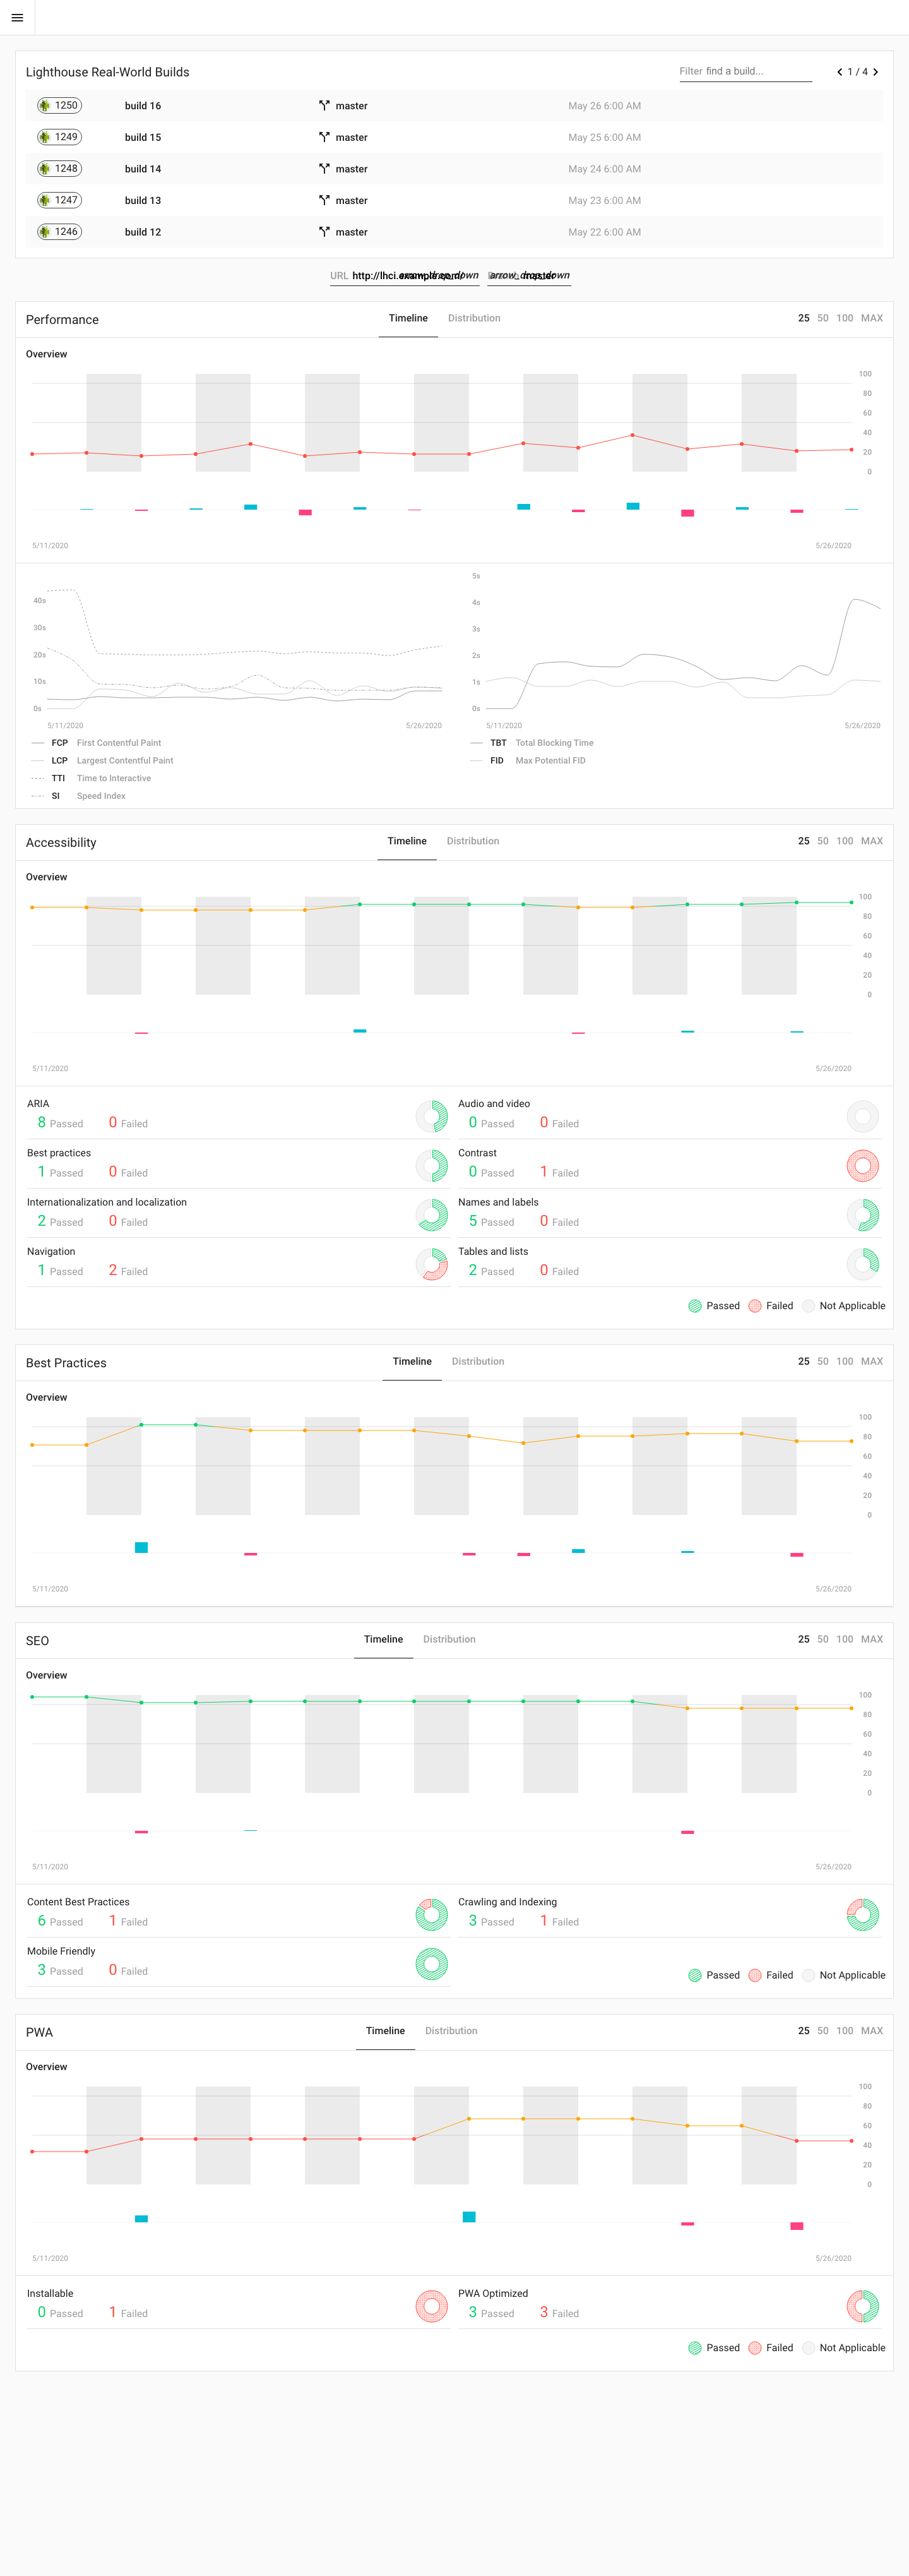 Lighthouse Real-World Builds
Filter find a build...
1 / 4
1250 build 16 master May 26 6:00 AM
1249 build 15 master May 25 6:00 AM
1248 build 14 master May 24 6:00 AM
1247 build 13 master May 23 6:00 AM
1246 build 12 master May 22 6:00 AM
URL http://lhci.example.com/ arrow_drop_down master arrow_drop_down
Performance Timeline Distribution 25 50 100 MAX
Overview
100
80
60
40
20
0
5/11/2020 5/26/2020
40s
30s
20s
10s
0s
5/11/2020 5/26/2020
FCP First Contentful Paint
LCP Largest Contentful Paint
TTI Time to Interactive
SI Speed Index
5s
4s
3s
2s
1s
0s
5/11/2020 5/26/2020
TBT Total Blocking Time
FID Max Potential FID
Accessibility Timeline Distribution 25 50 100 MAX
Overview
100
80
60
40
20
0
5/11/2020 5/26/2020
ARIA
8 Passed 0 Failed
Audio and video
0 Passed 0 Failed
Best practices
1 Passed 0 Failed
Contrast
0 Passed 1 Failed
Internationalization and localization
2 Passed 0 Failed
Names and labels
5 Passed 0 Failed
Navigation
1 Passed 2 Failed
Tables and lists
2 Passed 0 Failed
Passed Failed Not Applicable
Best Practices Timeline Distribution 25 50 100 MAX
Overview
100
80
60
40
20
0
5/11/2020 5/26/2020
SEO Timeline Distribution 25 50 100 MAX
Overview
100
80
60
40
20
0
5/11/2020 5/26/2020
Content Best Practices
6 Passed 1 Failed
Crawling and Indexing
3 Passed 1 Failed
Mobile Friendly
3 Passed 0 Failed
Passed Failed Not Applicable
PWA Timeline Distribution 25 50 100 MAX
Overview
100
80
60
40
20
0
5/11/2020 5/26/2020
Installable
0 Passed 1 Failed
PWA Optimized
3 Passed 3 Failed
Passed Failed Not Applicable